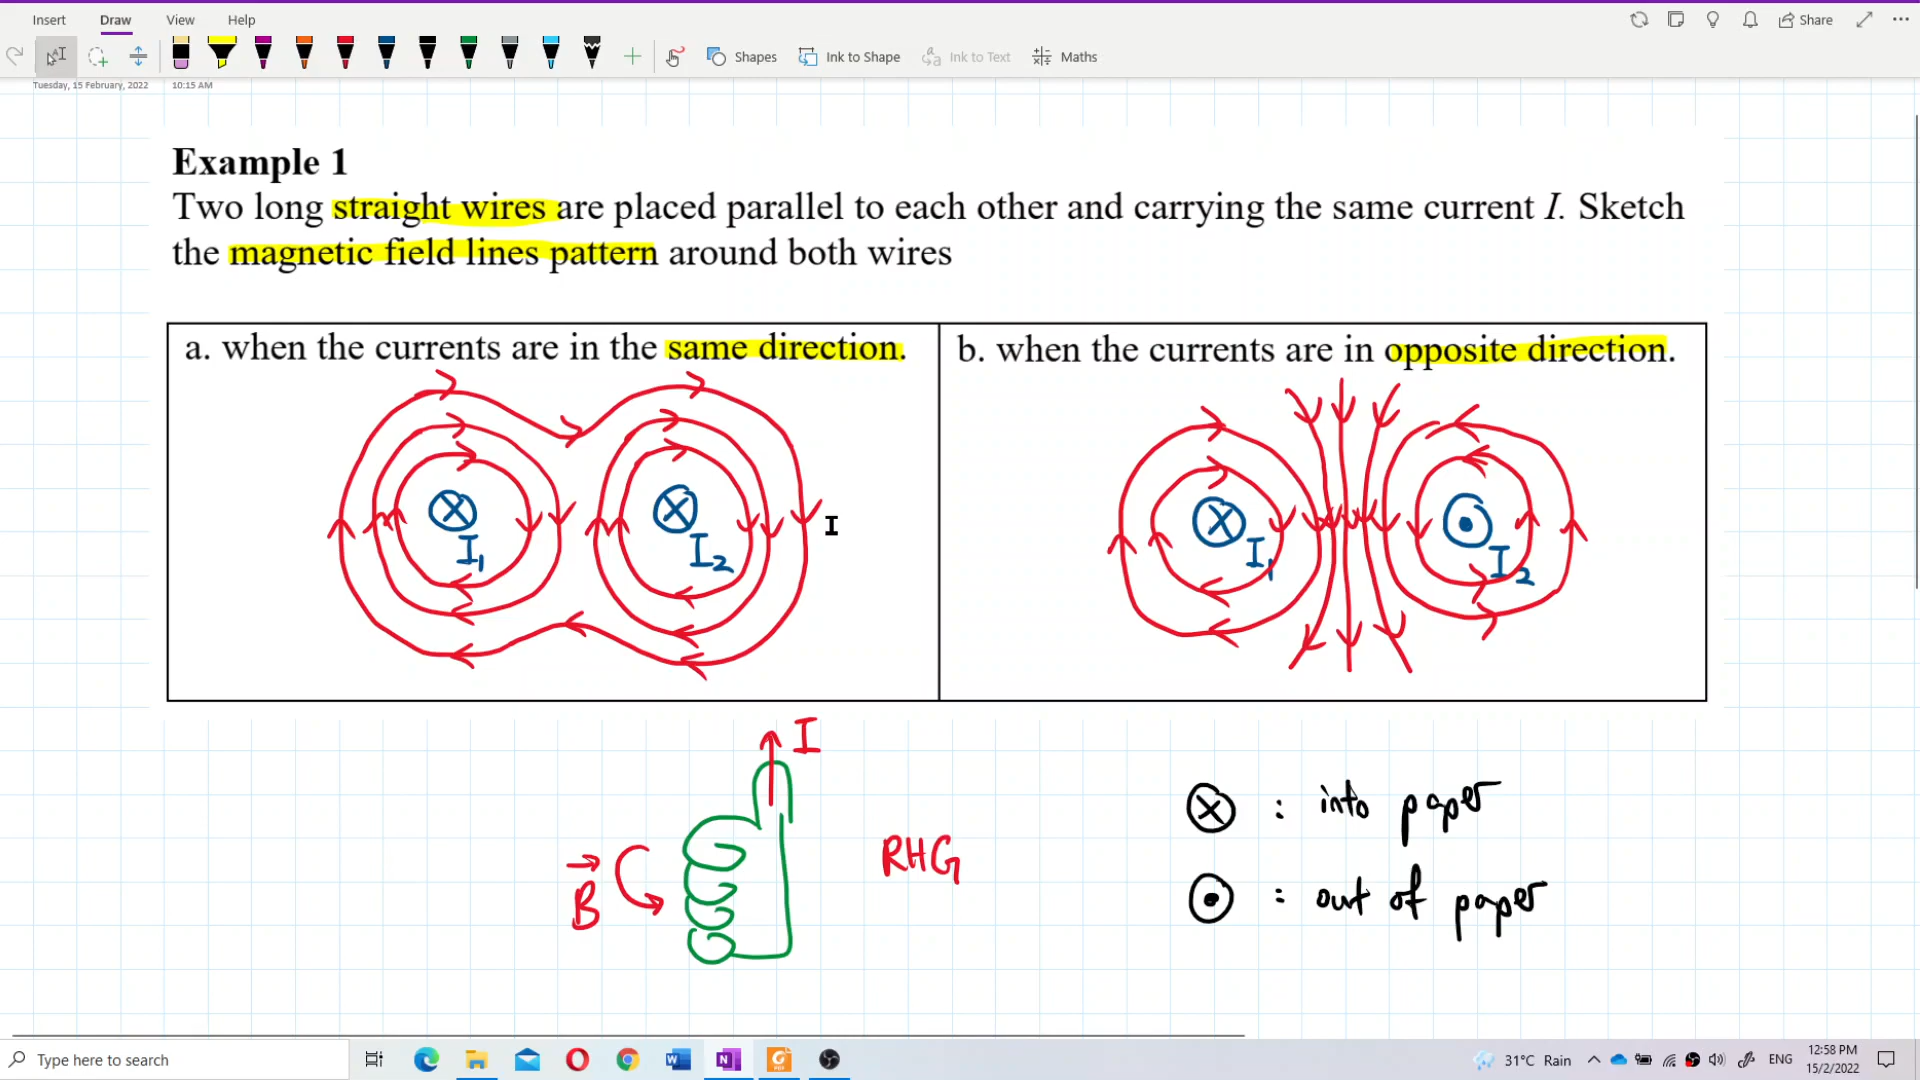 Insert Draw View Help Share
Shapes Ink to Shape Ink to Text Maths
Tuesday, 15 February, 2022 10:15 AM
Example 1
Two long straight wires are placed parallel to each other and carrying the same current I. Sketch
the magnetic field lines pattern around both wires
a. when the currents are in the same direction.
b. when the currents are in opposite direction.
I₁
I₂
I₁
I₂
I
B
RHG
⊗ : into paper
⊙ : out of paper
Type here to search
31°C Rain
ENG
12:58 PM
15/2/2022